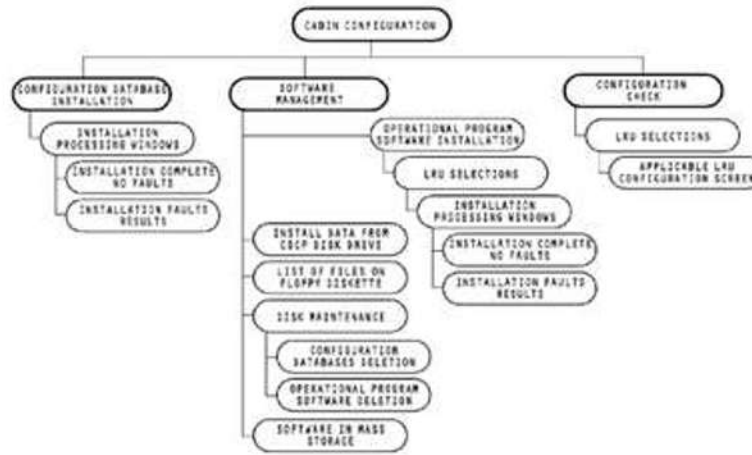 CABIN CONFIGURATION
CONFIGURATION DATABASE
INSTALLATION
SOFTWARE
MANAGEMENT
CONFIGURATION
CHECK
INSTALLATION
PROCESSING WINDOWS
INSTALLATION COMPLETE
NO FAULTS
INSTALLATION FAULTS
RESULTS
OPERATIONAL PROGRAM
SOFTWARE INSTALLATION
LRU SELECTIONS
INSTALLATION
PROCESSING WINDOWS
INSTALLATION COMPLETE
NO FAULTS
INSTALLATION FAULTS
RESULTS
INSTALL DATA FROM
CDCP DISK DRIVE
LIST OF FILES ON
FLOPPY DISKETTE
DISK MAINTENANCE
CONFIGURATION
DATABASES DELETION
OPERATIONAL PROGRAM
SOFTWARE DELETION
SOFTWARE IN MASS
STORAGE
LRU SELECTIONS
APPLICABLE LRU
CONFIGURATION SCREEN